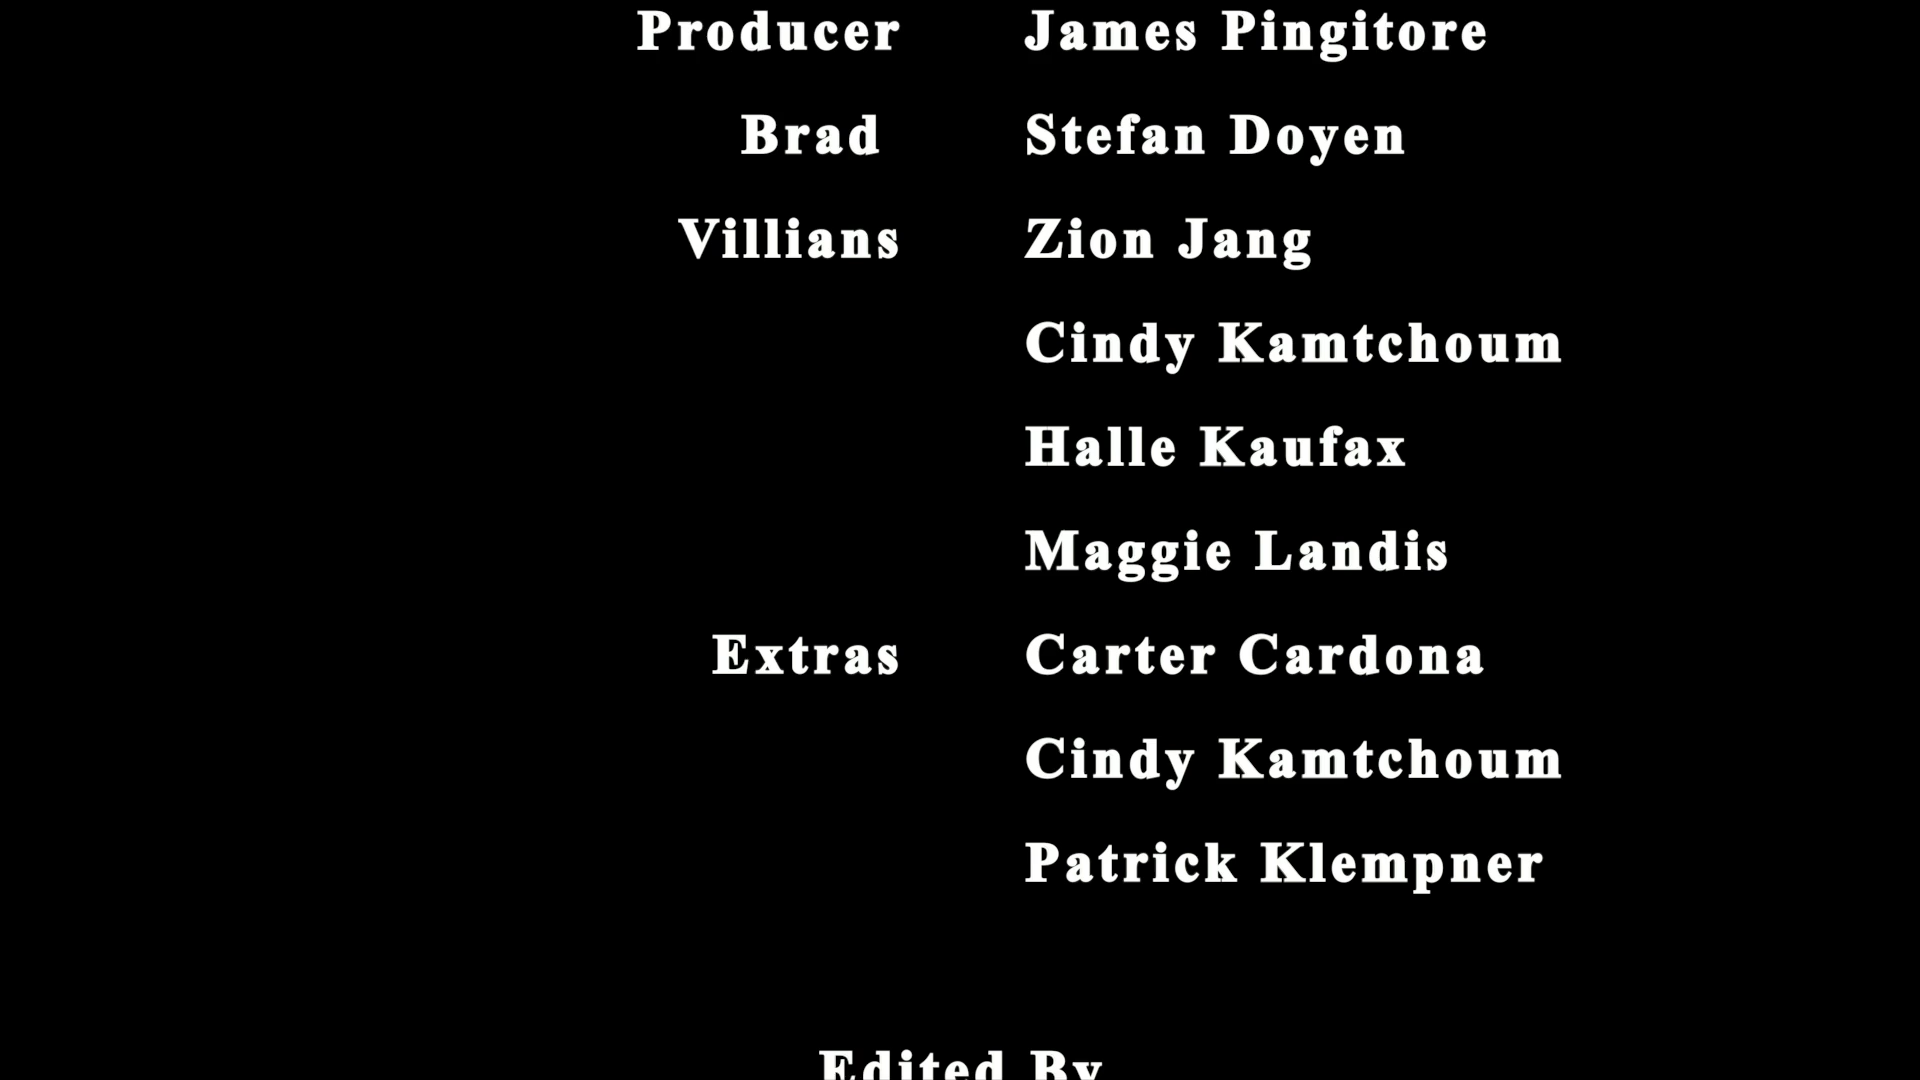 Producer James Pingitore
Brad Stefan Doyen
Villians Zion Jang
Cindy Kamtchoum
Halle Kaufax
Maggie Landis
Extras Carter Cardona
Cindy Kamtchoum
Patrick Klempner
Edited By